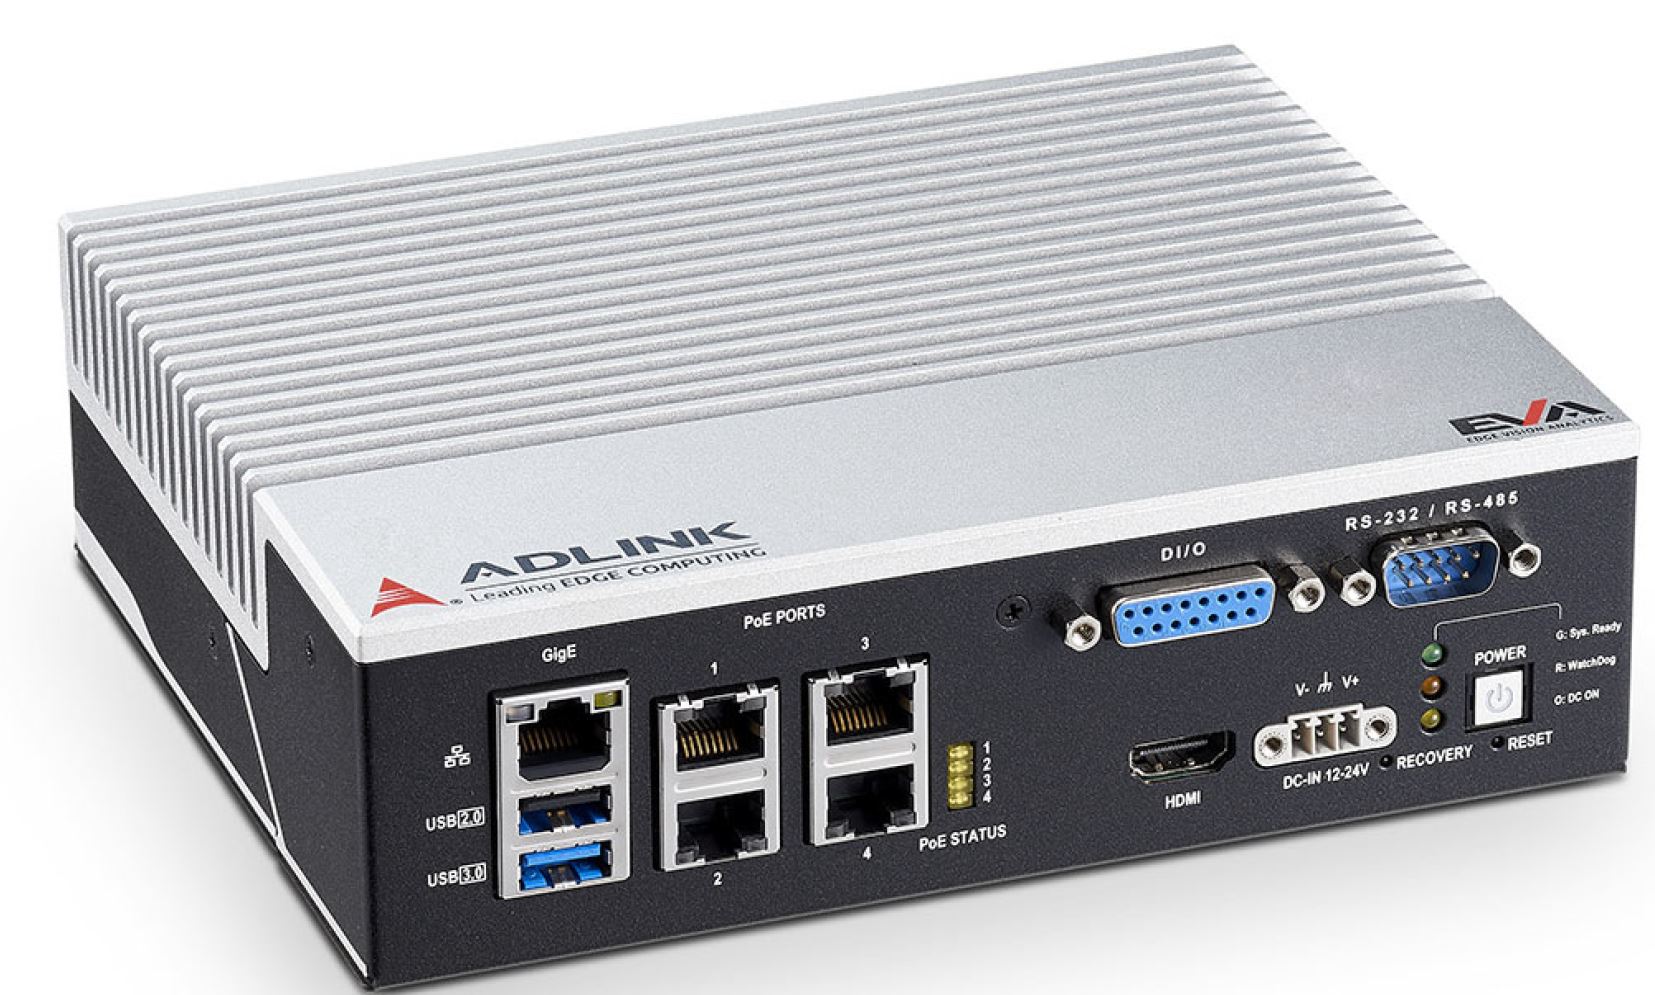 EVA
EDGE VISION ANALYTICS
ADLINK
® Leading EDGE COMPUTING
RS-232 / RS-485
DI/O
PoE PORTS
GigE
1
3
G: Sys. Ready
POWER
R: WatchDog
V- V+
O: DC ON
RESET
RECOVERY
DC-IN 12-24V
HDMI
1
2
3
4
PoE STATUS
USB2.0
USB3.0
2
4